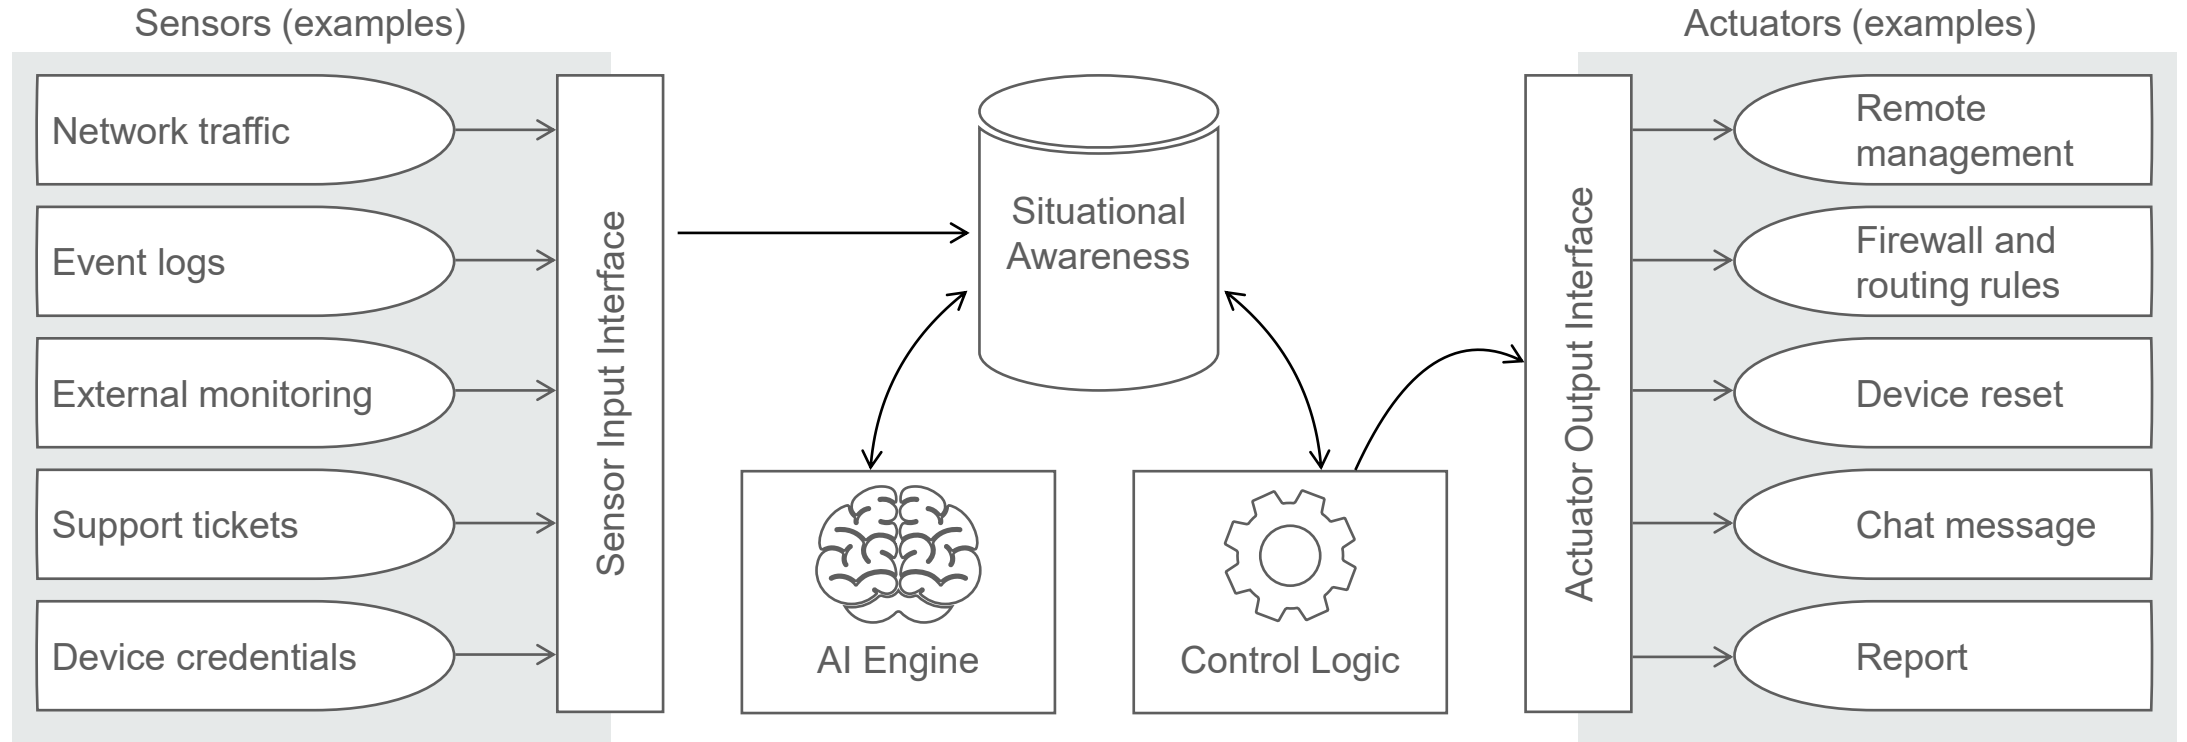 Sensors (examples)
Network traffic
Event logs
External monitoring
Support tickets
Device credentials
Sensor Input Interface
Situational
Awareness
AI Engine
Control Logic
Actuators (examples)
Actuator Output Interface
Remote
management
Firewall and
routing rules
Device reset
Chat message
Report